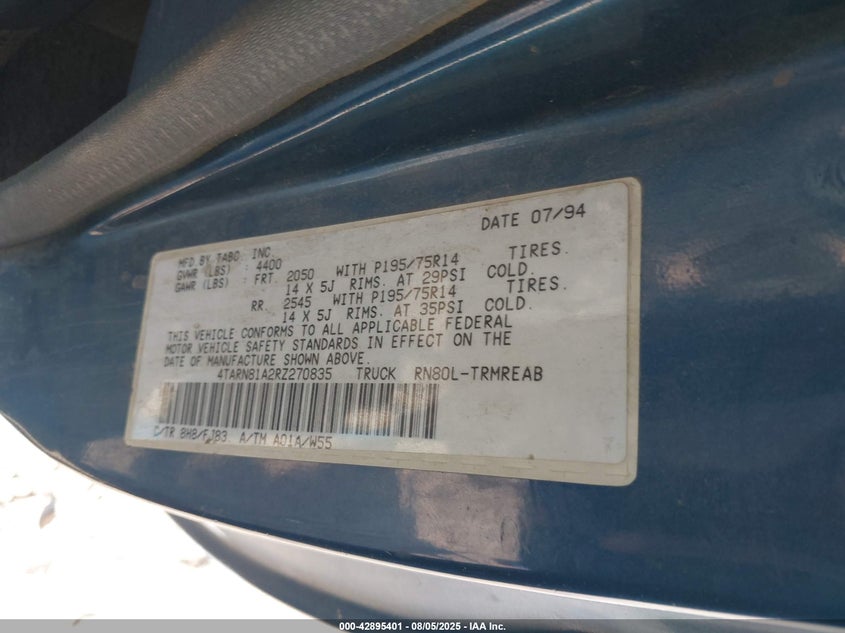 DATE 07/94
MFD BY TABC, INC.
GVWR (LBS) : 4400
GAWR (LBS) : FRT. 2050 WITH P195/75R14 TIRES.
14 X 5J RIMS. AT 29PSI COLD.
RR. 2545 WITH P195/75R14 TIRES.
14 X 5J RIMS. AT 35PSI COLD.
THIS VEHICLE CONFORMS TO ALL APPLICABLE FEDERAL
MOTOR VEHICLE SAFETY STANDARDS IN EFFECT ON THE
DATE OF MANUFACTURE SHOWN ABOVE.
4TARN81A2RZ270835 TRUCK RN80L-TRMREAB
C/TR 8H8/FJ83 A/TM A01A/W55
000-42895401 - 08/05/2025 - IAA Inc.